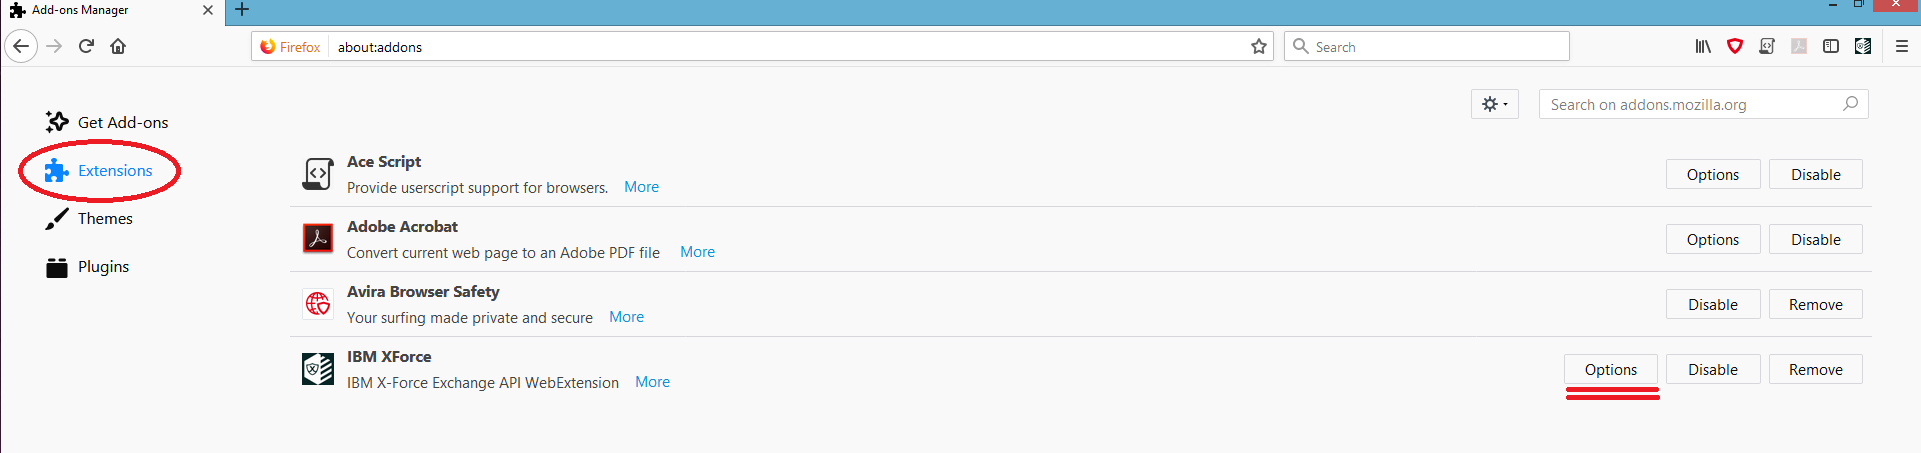 Add-ons Manager
Firefox about:addons Search
Search on addons.mozilla.org
Get Add-ons
Extensions
Themes
Plugins
Ace Script
Provide userscript support for browsers. More
Options Disable
Adobe Acrobat
Convert current web page to an Adobe PDF file More
Options Disable
Avira Browser Safety
Your surfing made private and secure More
Disable Remove
IBM XForce
IBM X-Force Exchange API WebExtension More
Options Disable Remove